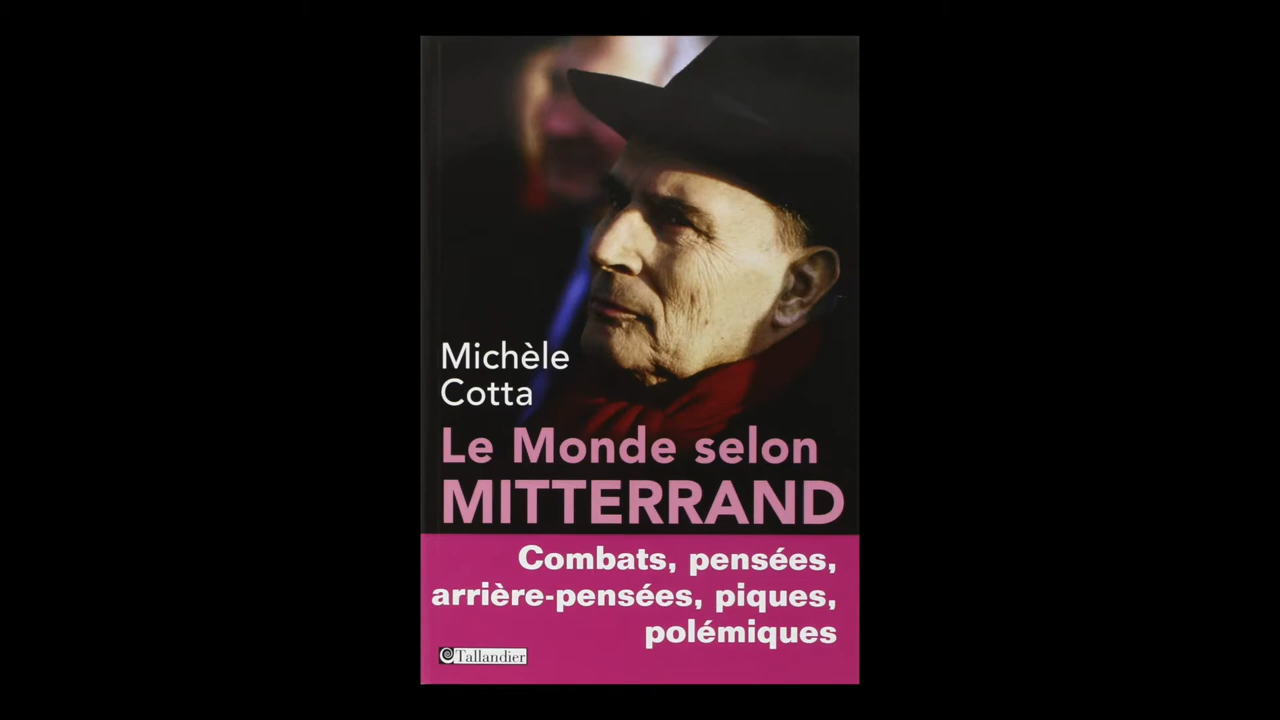 Michèle
Cotta
Le Monde selon
MITTERRAND
Combats, pensées,
arrière-pensées, piques,
polémiques
Tallandier